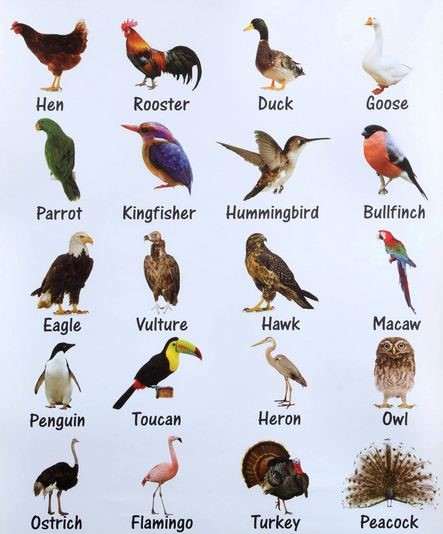 Hen Rooster Duck Goose
Parrot Kingfisher Hummingbird Bullfinch
Eagle Vulture Hawk Macaw
Penguin Toucan Heron Owl
Ostrich Flamingo Turkey Peacock